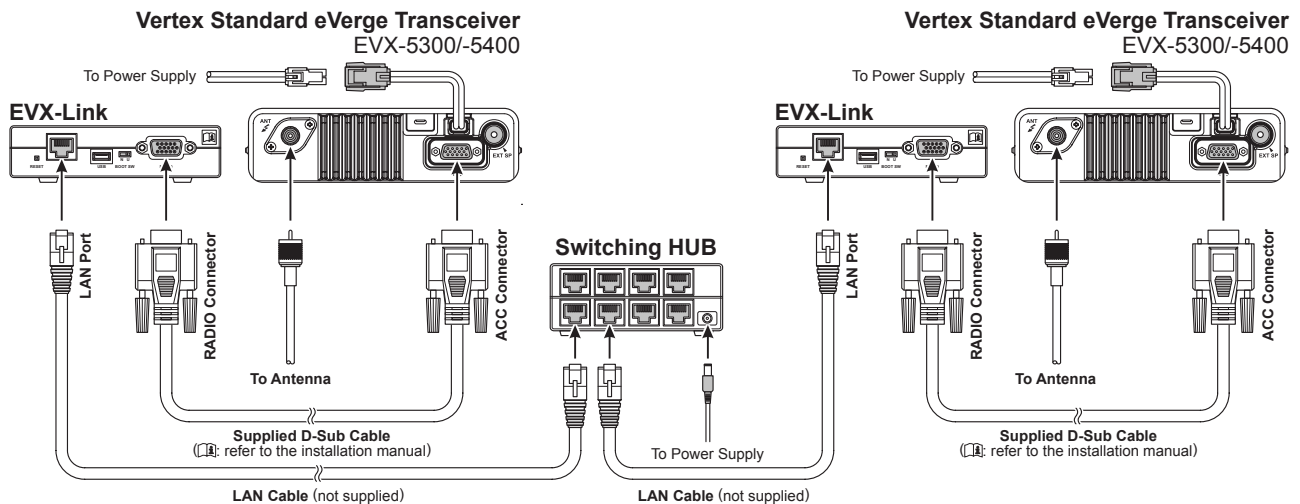 Vertex Standard eVerge Transceiver
EVX-5300/-5400
To Power Supply
EVX-Link
ANT
EXT SP
RESET
USB
N U
BOOT SW
LAN Port
RADIO Connector
ACC Connector
To Antenna
Supplied D-Sub Cable
(: refer to the installation manual)
LAN Cable (not supplied)
Switching HUB
To Power Supply
Vertex Standard eVerge Transceiver
EVX-5300/-5400
To Power Supply
EVX-Link
ANT
EXT SP
RESET
USB
N U
BOOT SW
LAN Port
RADIO Connector
ACC Connector
To Antenna
Supplied D-Sub Cable
(: refer to the installation manual)
LAN Cable (not supplied)